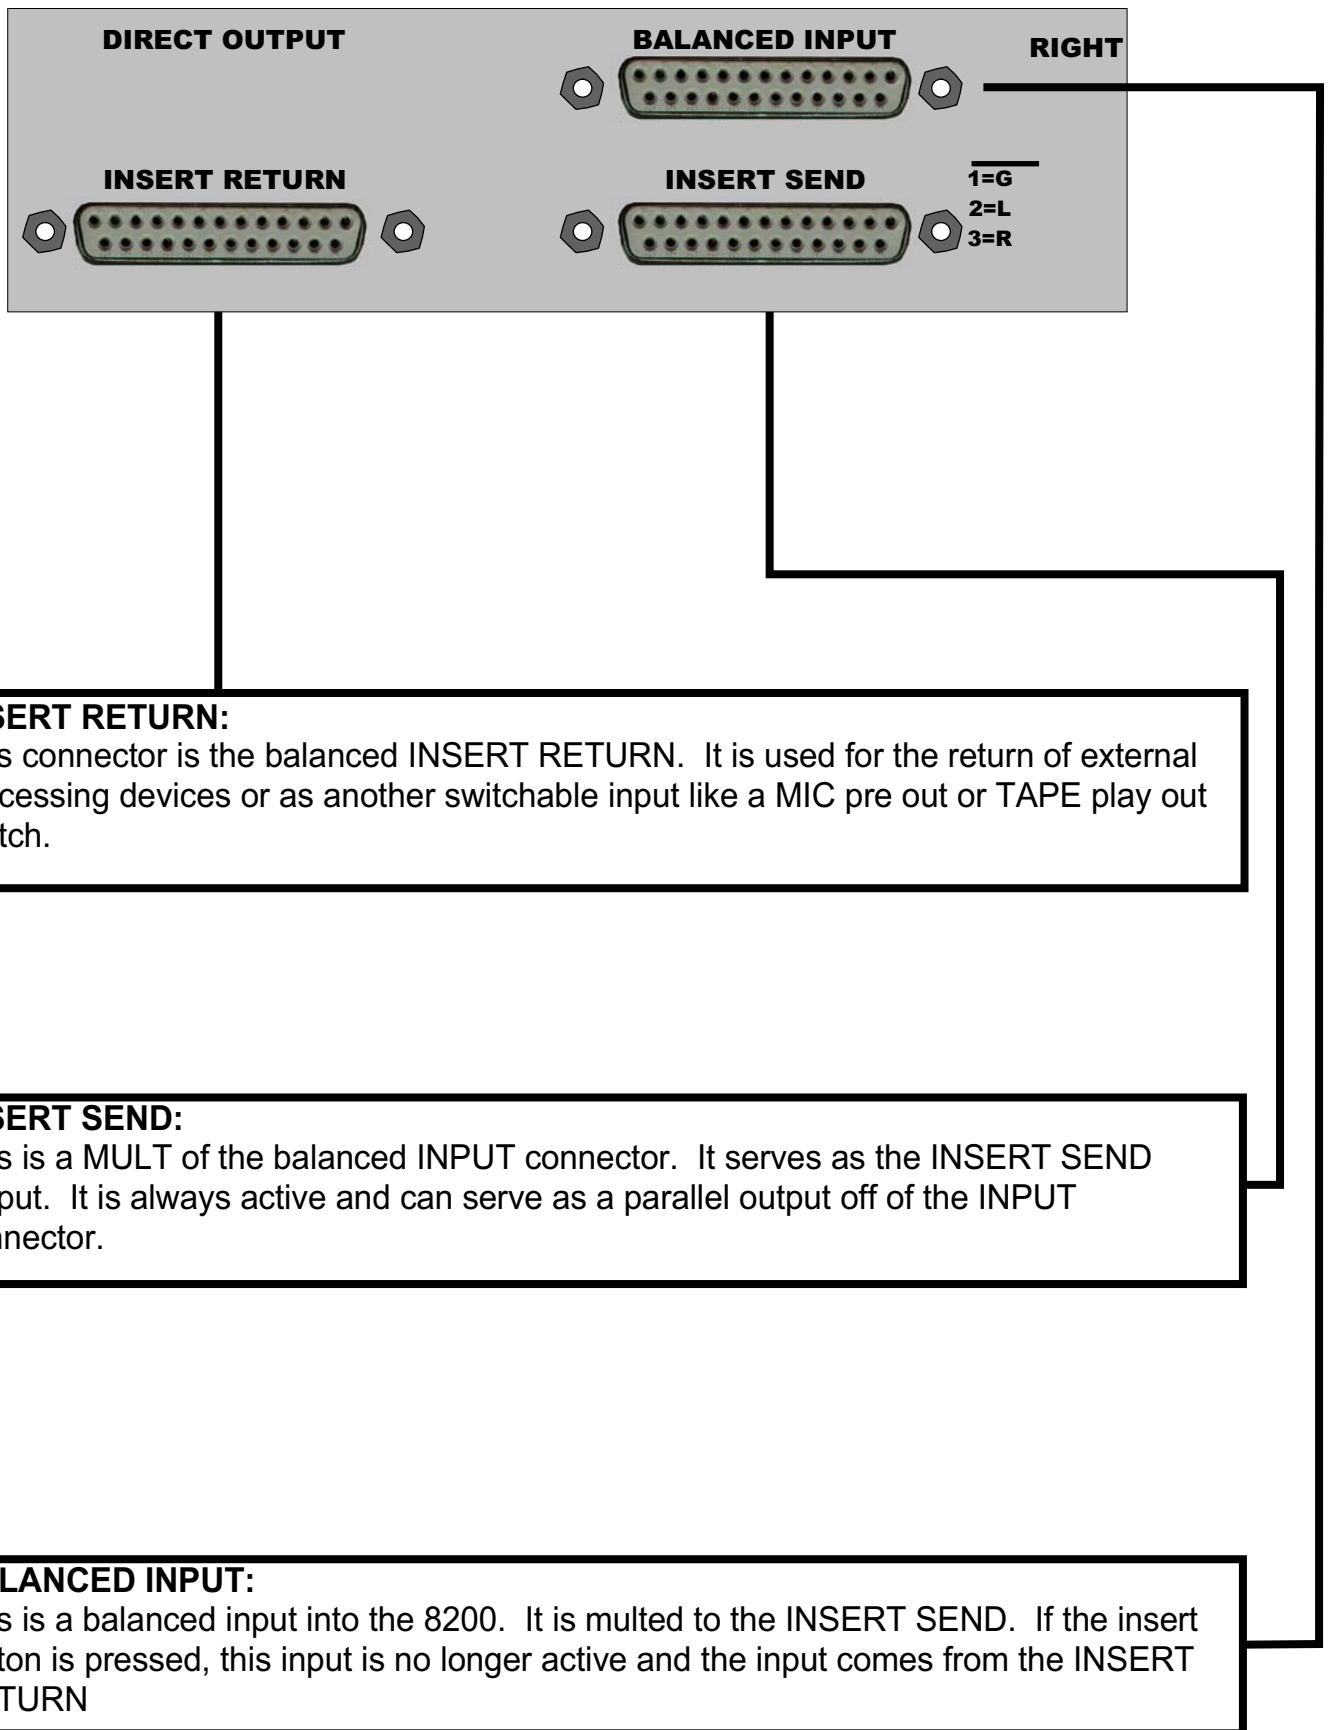 DIRECT OUTPUT
BALANCED INPUT
RIGHT
INSERT RETURN
INSERT SEND
1=G
2=L
3=R
SERT RETURN:
s connector is the balanced INSERT RETURN. It is used for the return of external
cessing devices or as another switchable input like a MIC pre out or TAPE play out
tch.
SERT SEND:
s is a MULT of the balanced INPUT connector. It serves as the INSERT SEND
put. It is always active and can serve as a parallel output off of the INPUT
nector.
LANCED INPUT:
s is a balanced input into the 8200. It is multed to the INSERT SEND. If the insert
ton is pressed, this input is no longer active and the input comes from the INSERT
TURN